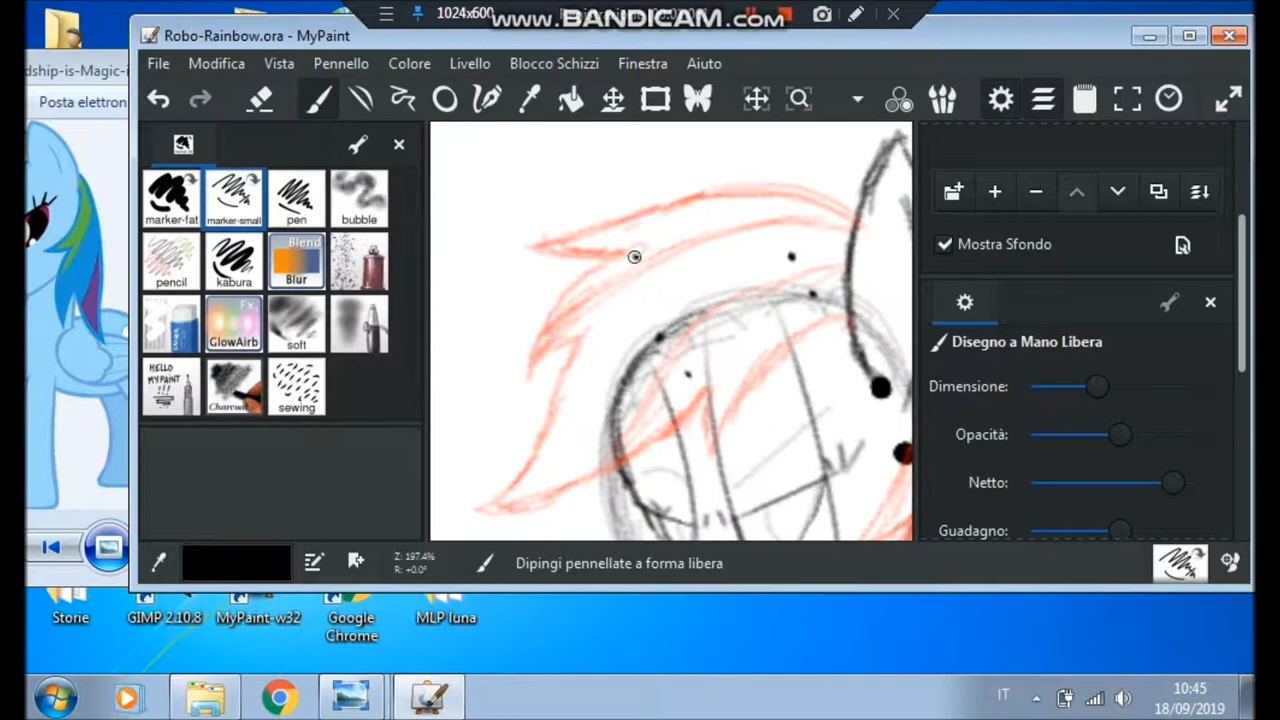 1024x600
www.BANDICAM.com
Robo-Rainbow.ora - MyPaint
dship-is-Magic-i
Posta elettron
File Modifica Vista Pennello Colore Livello Blocco Schizzi Finestra Aiuto
marker-fat marker-small pen bubble
pencil kabura Blend Blur
Fx, GlowAirb soft
HELLO MYPAINT
Charcoal sewing
Mostra Sfondo
Disegno a Mano Libera
Dimensione:
Opacità:
Netto:
Guadagno:
Z: 197.4%
R: +0.0°
Dipingi pennellate a forma libera
Storie
GIMP 2.10.8
MyPaint-w32
Google Chrome
MLP luna
IT
10:45
18/09/2019